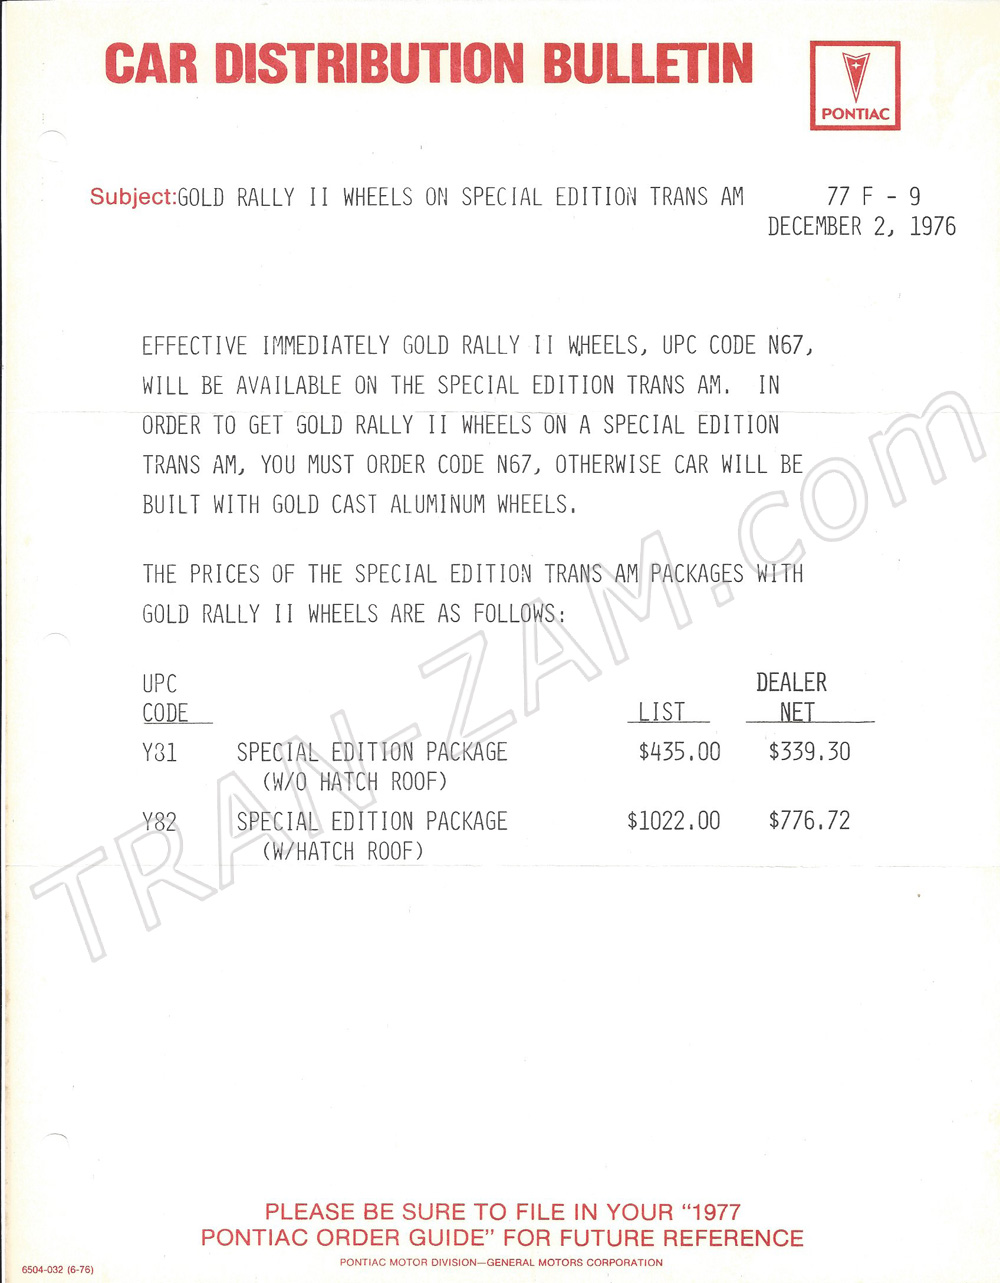 CAR DISTRIBUTION BULLETIN
PONTIAC
Subject:GOLD RALLY II WHEELS ON SPECIAL EDITION TRANS AM 77 F - 9
DECEMBER 2, 1976
EFFECTIVE IMMEDIATELY GOLD RALLY II WHEELS, UPC CODE N67,
WILL BE AVAILABLE ON THE SPECIAL EDITION TRANS AM. IN
ORDER TO GET GOLD RALLY II WHEELS ON A SPECIAL EDITION
TRANS AM, YOU MUST ORDER CODE N67, OTHERWISE CAR WILL BE
BUILT WITH GOLD CAST ALUMINUM WHEELS.
THE PRICES OF THE SPECIAL EDITION TRANS AM PACKAGES WITH
GOLD RALLY II WHEELS ARE AS FOLLOWS:
UPC DEALER
CODE LIST NET
Y81 SPECIAL EDITION PACKAGE $435.00 $339.30
(W/O HATCH ROOF)
Y82 SPECIAL EDITION PACKAGE $1022.00 $776.72
(W/HATCH ROOF)
TRAN-ZAM.com
PLEASE BE SURE TO FILE IN YOUR "1977
PONTIAC ORDER GUIDE" FOR FUTURE REFERENCE
PONTIAC MOTOR DIVISION—GENERAL MOTORS CORPORATION
6504-032 (6-76)